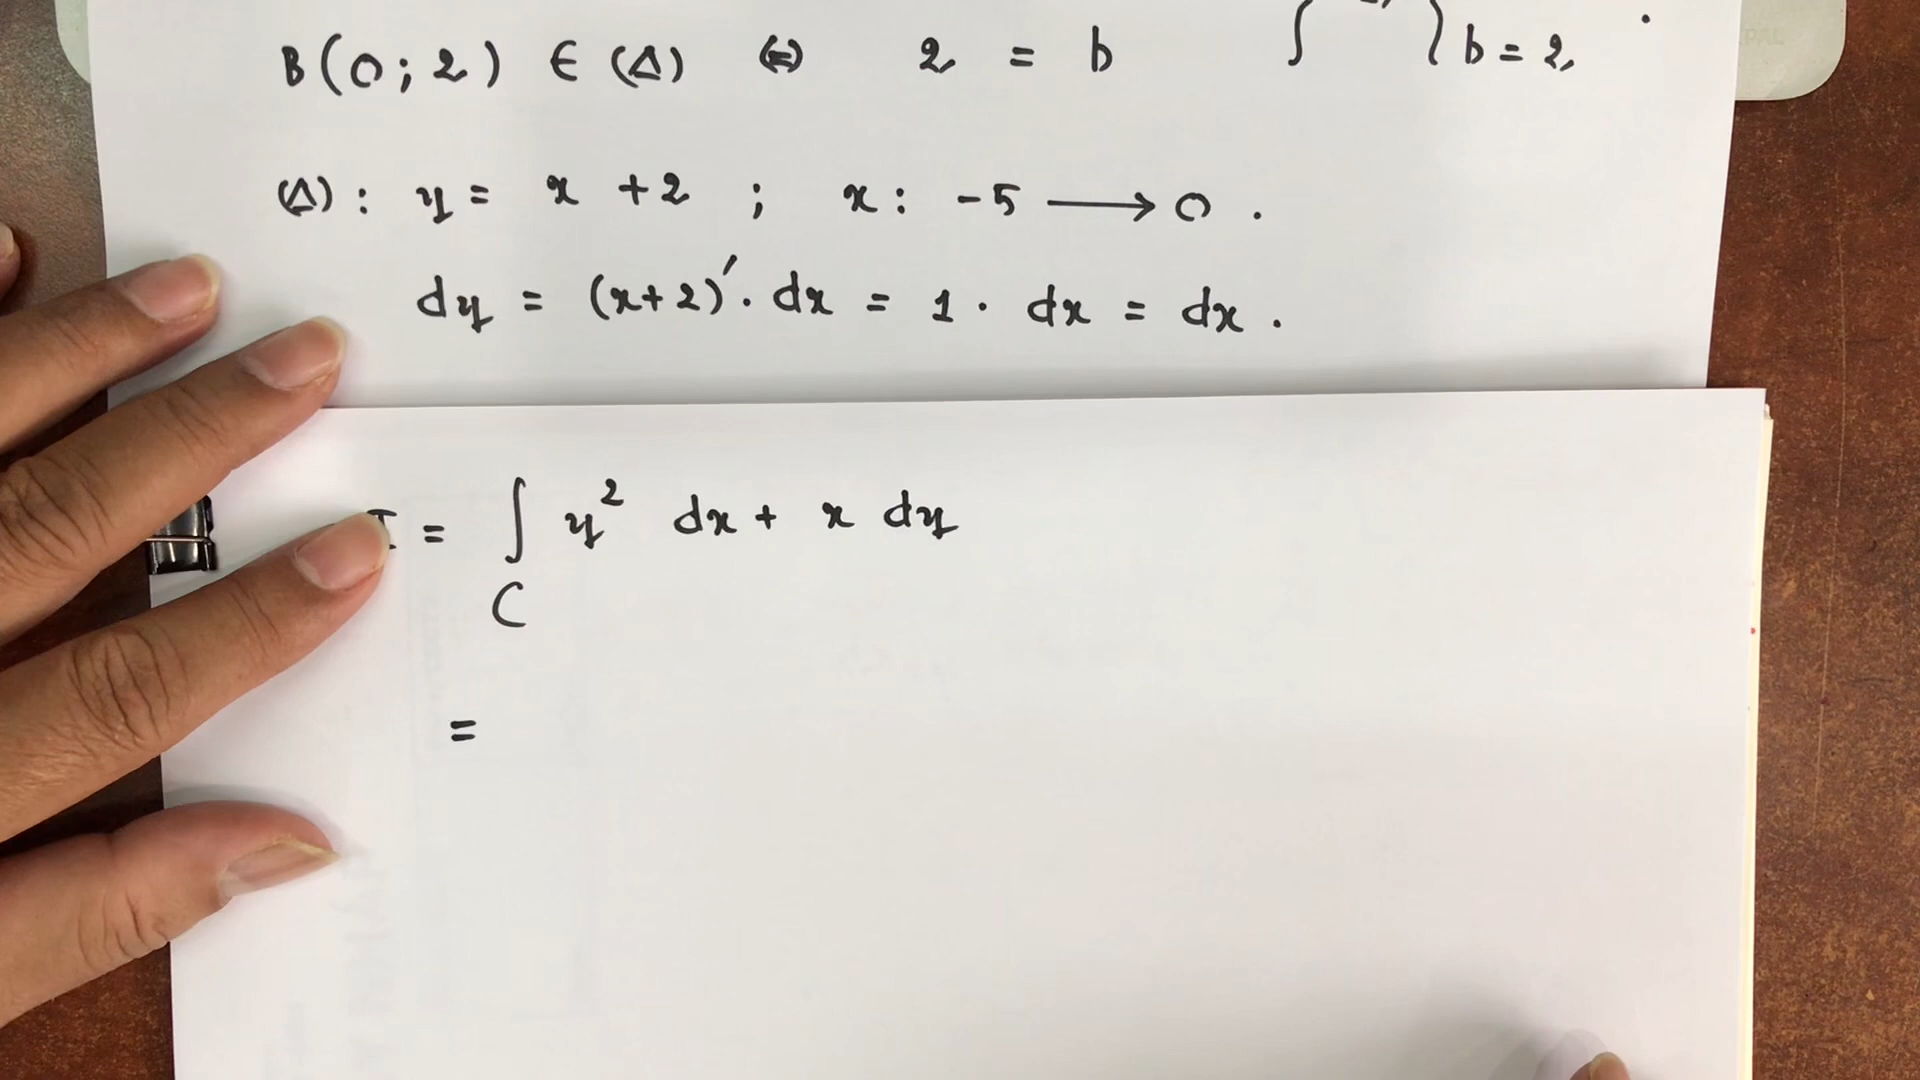 B(0;2) ∈ (Δ) ⇔ 2 = b ∫ ⎱ b = 2
(Δ): y = x + 2 ; x: -5 ⟶ 0 .
dy = (x+2)′. dx = 1 . dx = dx .
I = ∫ y² dx + x dy
C
=